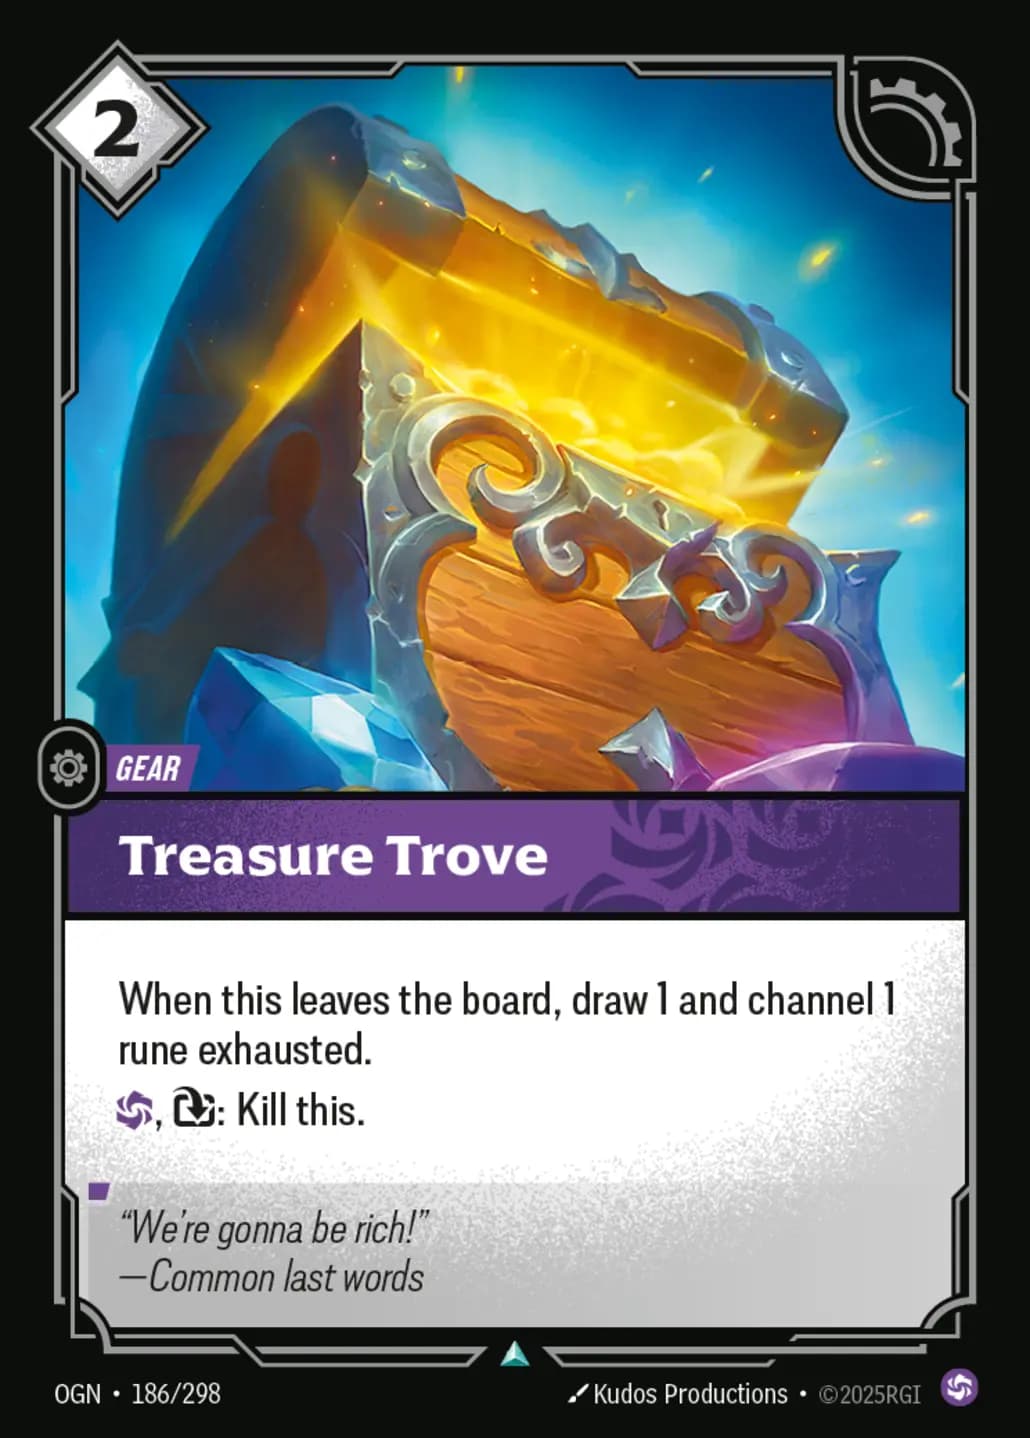 2
GEAR
Treasure Trove
When this leaves the board, draw 1 and channel 1
rune exhausted.
, : Kill this.
“We’re gonna be rich!”
—Common last words
OGN • 186/298
Kudos Productions • ©2025RGI